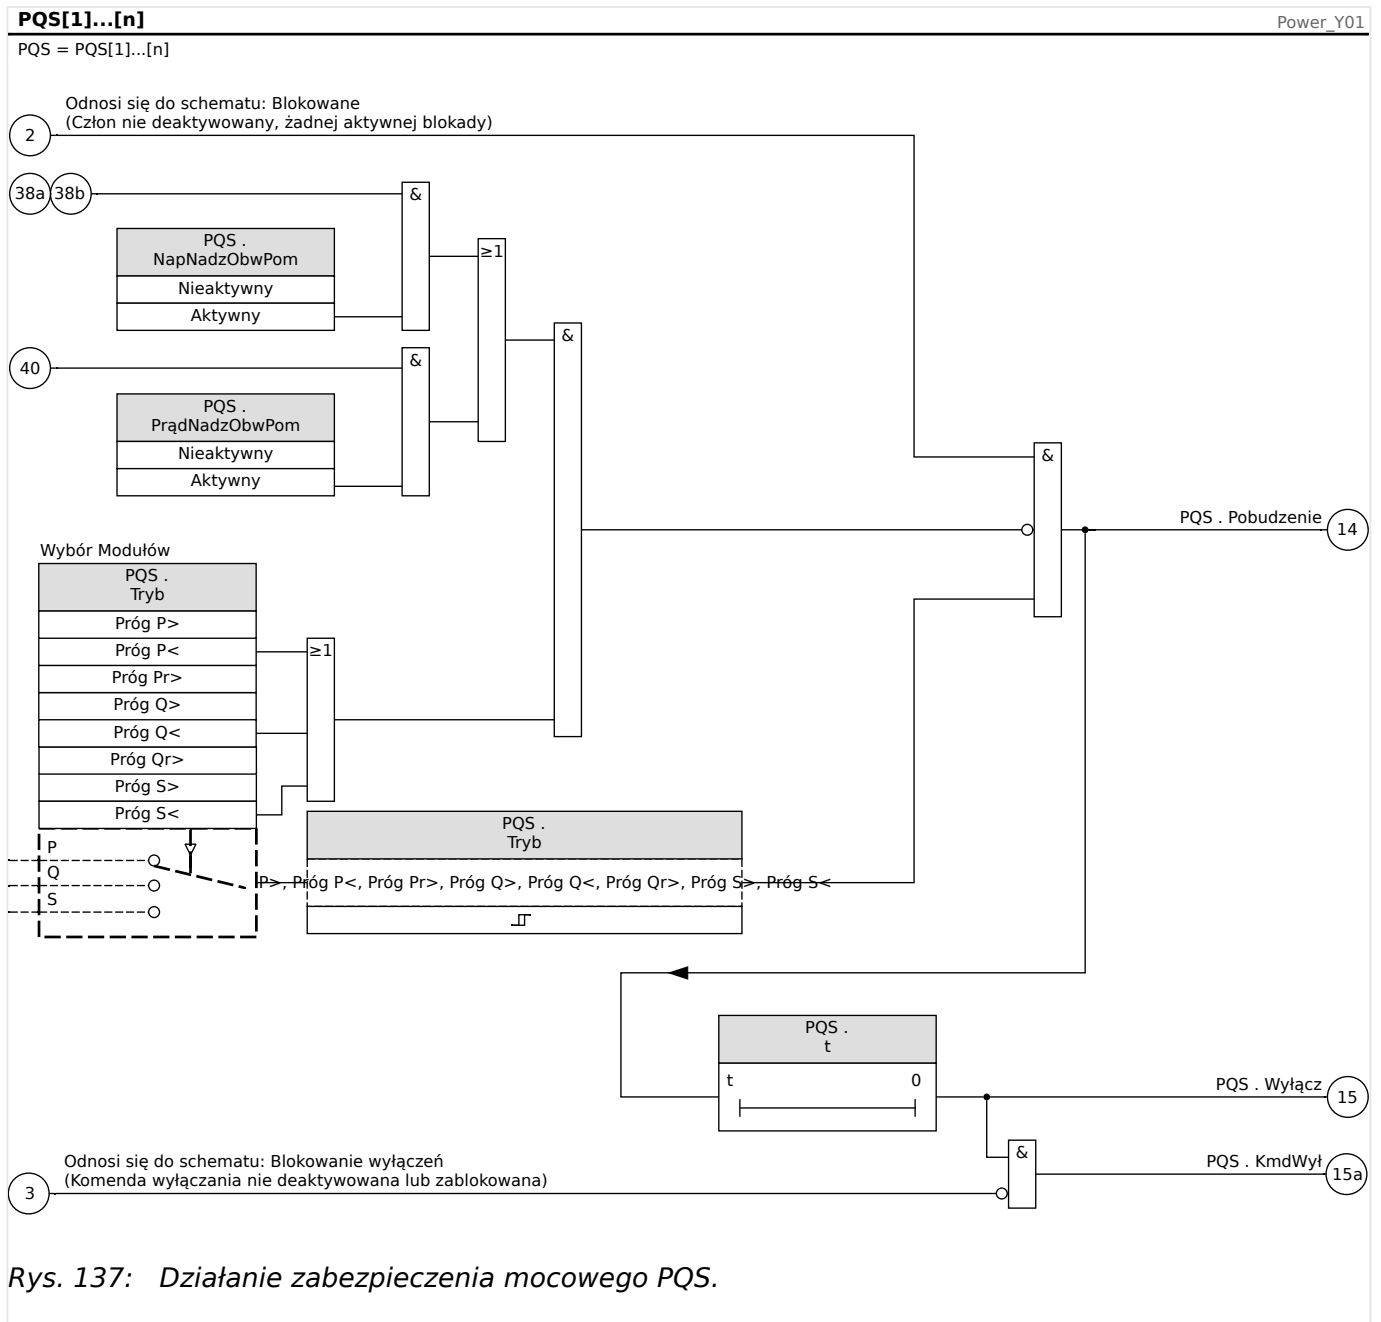 PQS[1]...[n]
Power_Y01
PQS = PQS[1]...[n]
Odnosi się do schematu: Blokowane
(Człon nie deaktywowany, żadnej aktywnej blokady)
2
38a 38b
&
PQS .
NapNadzObwPom
Nieaktywny
Aktywny
≥1
&
40
&
PQS .
PrądNadzObwPom
Nieaktywny
Aktywny
&
PQS . Pobudzenie
14
Wybór Modułów
PQS .
Tryb
Próg P>
Próg P<
Próg Pr>
Próg Q>
Próg Q<
Próg Qr>
Próg S>
Próg S<
≥1
P
Q
S
PQS .
Tryb
P>, Próg P<, Próg Pr>, Próg Q>, Próg Q<, Próg Qr>, Próg S>, Próg S<
PQS .
t
t 0
PQS . Wyłącz
15
&
PQS . KmdWył
15a
Odnosi się do schematu: Blokowanie wyłączeń
(Komenda wyłączania nie deaktywowana lub zablokowana)
3
Rys. 137: Działanie zabezpieczenia mocowego PQS.